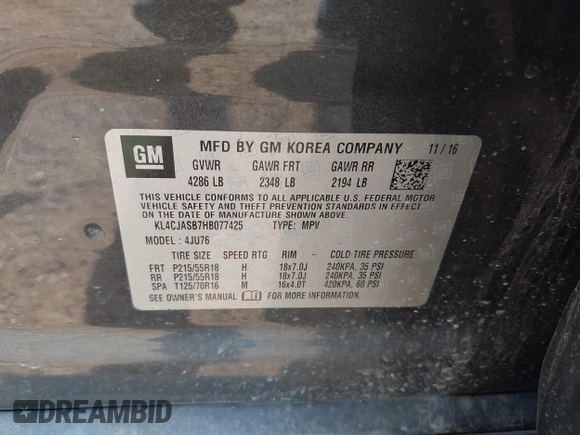 GM
MFD BY GM KOREA COMPANY 11/16
GVWR GAWR FRT GAWR RR
4286 LB 2348 LB 2194 LB
THIS VEHICLE CONFORMS TO ALL APPLICABLE U.S. FEDERAL MOTOR
VEHICLE SAFETY AND THEFT PREVENTION STANDARDS IN EFFECT
ON THE DATE OF MANUFACTURE SHOWN ABOVE.
KL4CJASB7HB077425 TYPE: MPV
MODEL: 4JU76
TIRE SIZE SPEED RTG RIM - COLD TIRE PRESSURE
FRT P215/55R18 H 18x7.0J 240KPA, 35 PSI
RR P215/55R18 H 18x7.0J 240KPA, 35 PSI
SPA T125/70R16 M 16x4.0T 420KPA, 60 PSI
SEE OWNER'S MANUAL FOR MORE INFORMATION.
DREAMBID